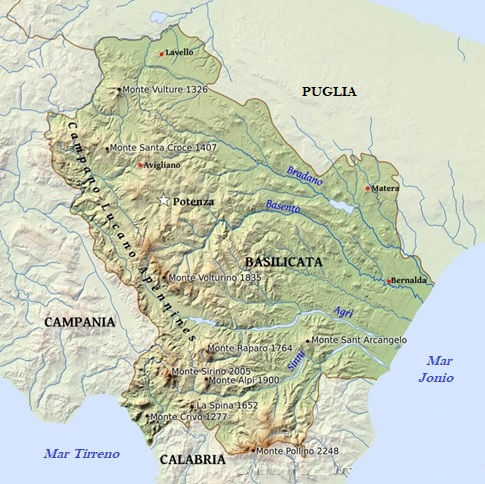 Lavello
PUGLIA
Monte Vulture 1326
Campano Lucano Apennines
Monte Santa Croce 1407
Avigliano
Bradano
Matera
Potenza
Basento
BASILICATA
Monte Volturino 1835
Bernalda
Agri
CAMPANIA
Monte Sant Arcangelo
Monte Raparo 1764
Sinni
Mar
Jonio
Monte Sirino 2005
Monte Alpi 1900
La Spina 1652
Monte Crivo 1277
Mar Tirreno
CALABRIA
Monte Pollino 2248